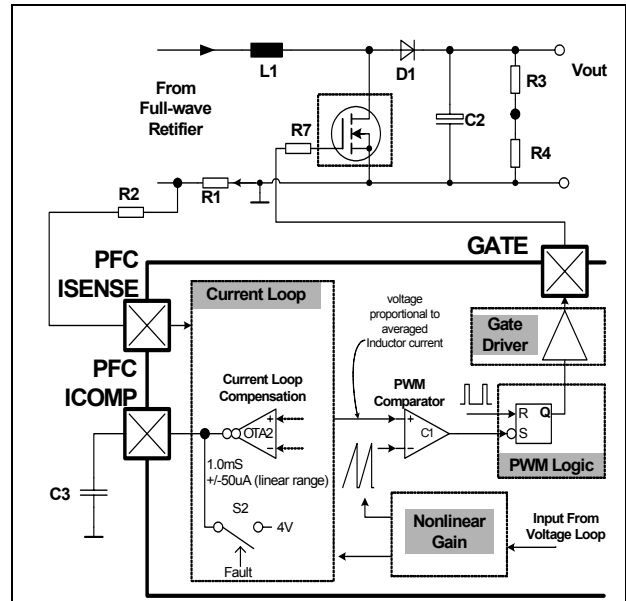 L1
D1
Vout
R3
From
Full-wave
Retifier
R7
C2
R4
R2
R1
GATE
PFC
ISENSE
Current Loop
voltage
proportional to
averaged
Inductor current
Gate
Driver
PFC
ICOMP
Current Loop
Compensation
PWM
Comparator
+
OTA2
−
+
C1
−
R Q
S
1.0mS
+/-50uA (linear range)
PWM Logic
C3
S2
4V
Nonlinear
Gain
Input From
Voltage Loop
Fault